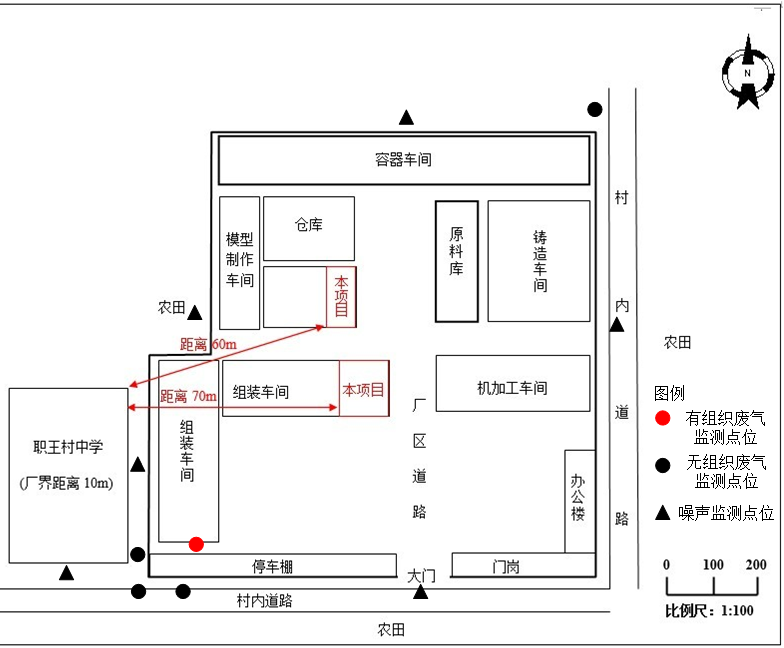 N
容器车间
村
内
道
路
模型
制作
车间
仓库
原
料
库
铸
造
车
间
本
项
目
农田
距离 60m
农田
距离 70m
组装车间
本项目
机加工车间
厂
区
道
路
组
装
车
间
职王村中学
(厂界距离 10m)
办
公
楼
图例
有组织废气
监测点位
无组织废气
监测点位
噪声监测点位
停车棚
大门
门岗
村内道路
农田
0 100 200
比例尺：1:100